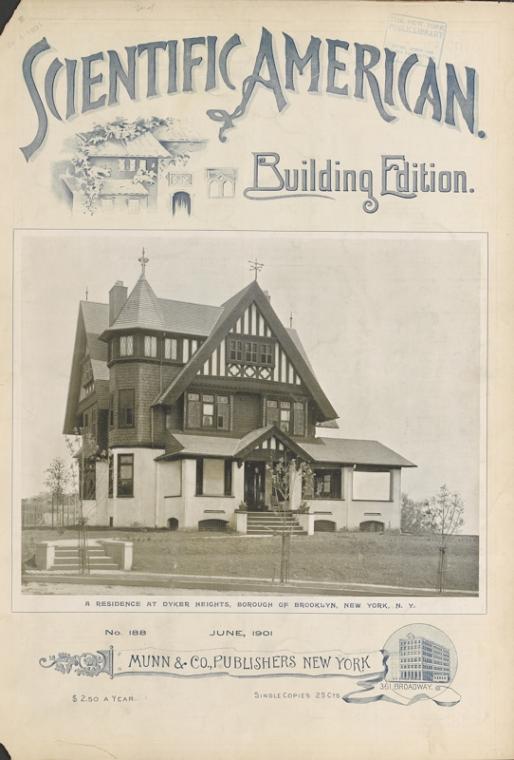 THE NEW YORK
PUBLIC LIBRARY
SCIENTIFIC AMERICAN.
Building Edition.
A RESIDENCE AT DYKER HEIGHTS, BOROUGH OF BROOKLYN, NEW YORK, N. Y.
No. 188 JUNE, 1901
MUNN & CO., PUBLISHERS NEW YORK
361 BROADWAY.
$2.50 A YEAR. SINGLE COPIES 25 CTS